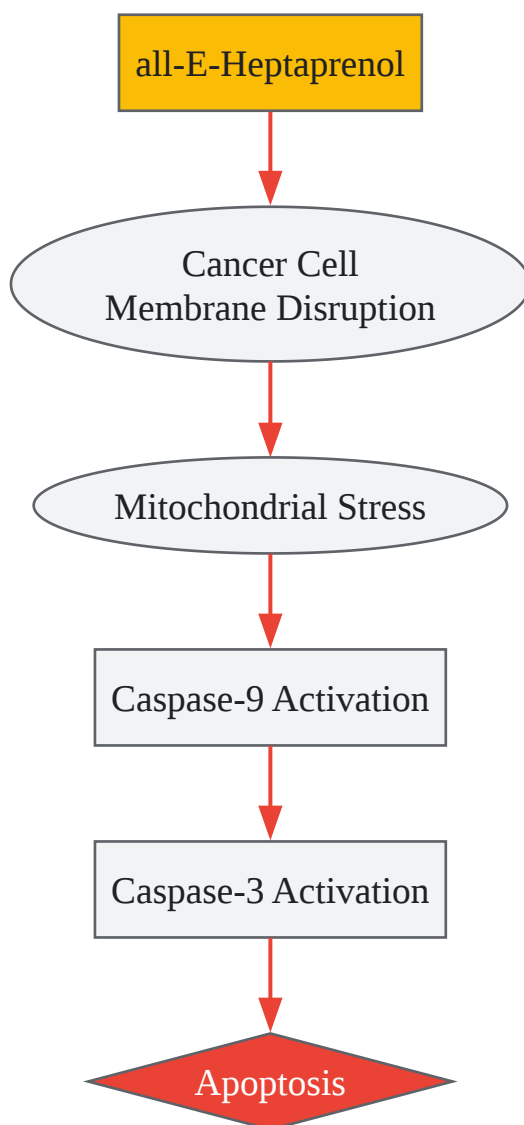 all-E-Heptaprenol
Cancer Cell
Membrane Disruption
Mitochondrial Stress
Caspase-9 Activation
Caspase-3 Activation
Apoptosis